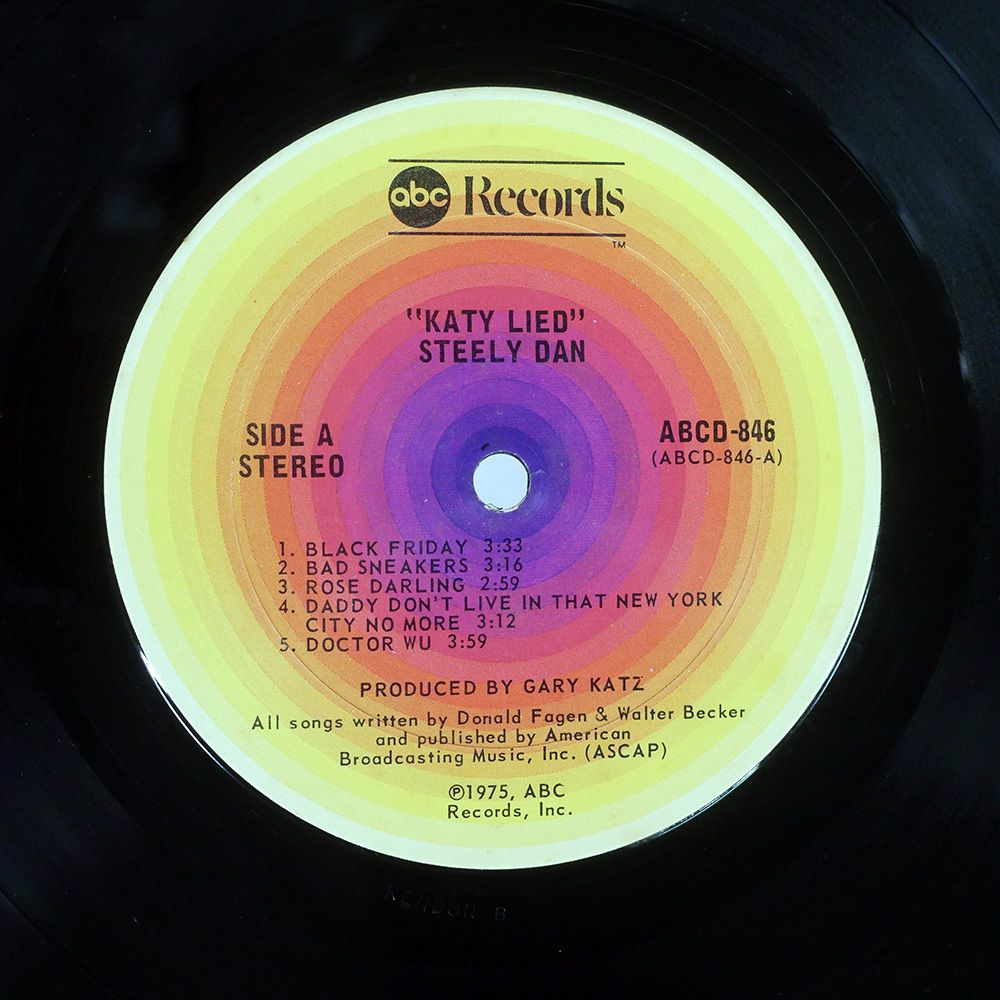 abc Records
TM
"KATY LIED"
STEELY DAN
SIDE A
STEREO
ABCD-846
(ABCD-846-A)
1. BLACK FRIDAY 3:33
2. BAD SNEAKERS 3:16
3. ROSE DARLING 2:59
4. DADDY DON'T LIVE IN THAT NEW YORK
CITY NO MORE 3:12
5. DOCTOR WU 3:59
PRODUCED BY GARY KATZ
All songs written by Donald Fagen & Walter Becker
and published by American
Broadcasting Music, Inc. (ASCAP)
℗1975, ABC
Records, Inc.
KENDUN B